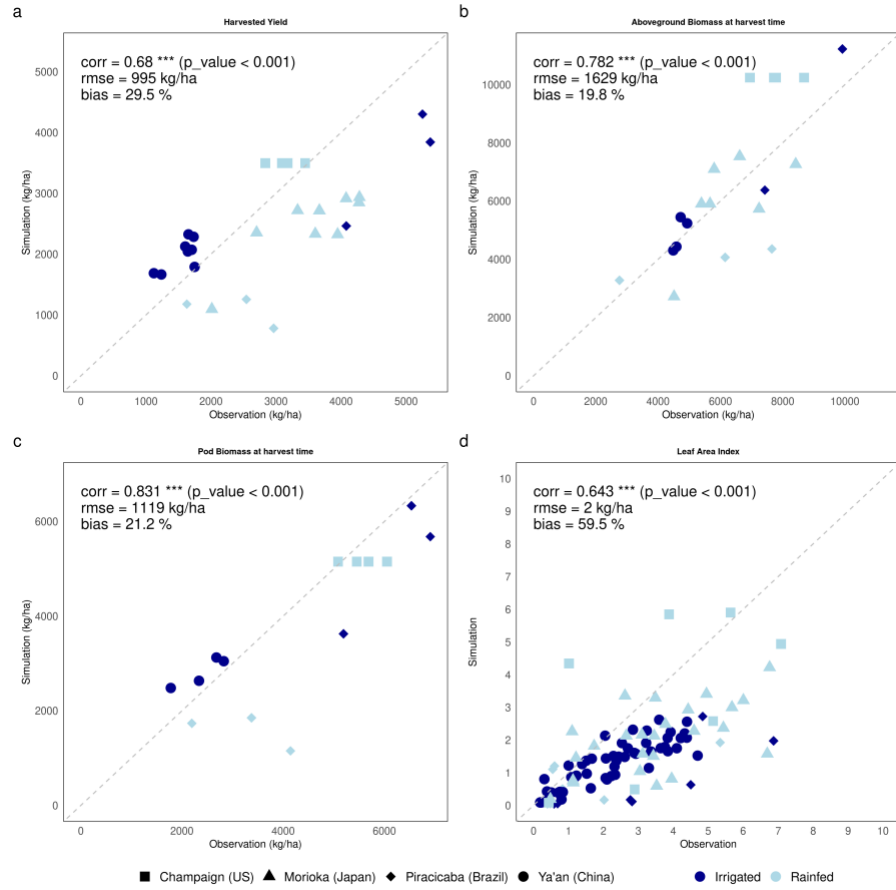 a
Harvested Yield
corr = 0.68 *** (p_value < 0.001)
rmse = 995 kg/ha
bias = 29.5 %
5000
4000
3000
2000
1000
0
Simulation (kg/ha)
0 1000 2000 3000 4000 5000
Observation (kg/ha)
b
Aboveground Biomass at harvest time
corr = 0.782 *** (p_value < 0.001)
rmse = 1629 kg/ha
bias = 19.8 %
10000
8000
6000
4000
2000
0
Simulation (kg/ha)
0 2000 4000 6000 8000 10000
Observation (kg/ha)
c
Pod Biomass at harvest time
corr = 0.831 *** (p_value < 0.001)
rmse = 1119 kg/ha
bias = 21.2 %
6000
4000
2000
0
Simulation (kg/ha)
0 2000 4000 6000
Observation (kg/ha)
d
Leaf Area Index
corr = 0.643 *** (p_value < 0.001)
rmse = 2 kg/ha
bias = 59.5 %
10
9
8
7
6
5
4
3
2
1
0
Simulation
0 1 2 3 4 5 6 7 8 9 10
Observation
Champaign (US) Morioka (Japan) Piracicaba (Brazil) Ya'an (China) Irrigated Rainfed